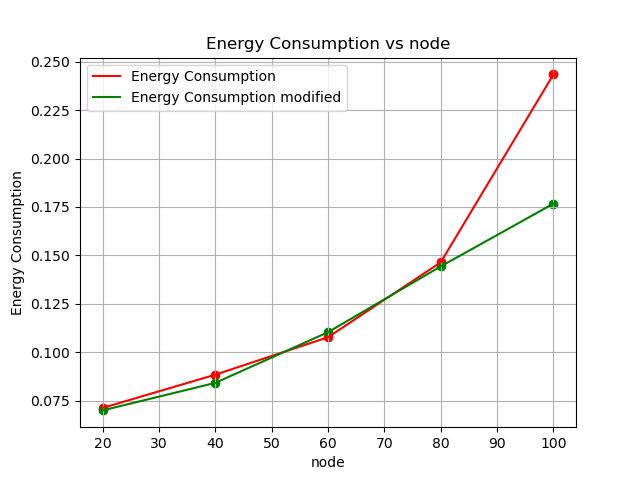 Energy Consumption vs node
Energy Consumption
Energy Consumption modified
Energy Consumption
0.250
0.225
0.200
0.175
0.150
0.125
0.100
0.075
20 30 40 50 60 70 80 90 100
node